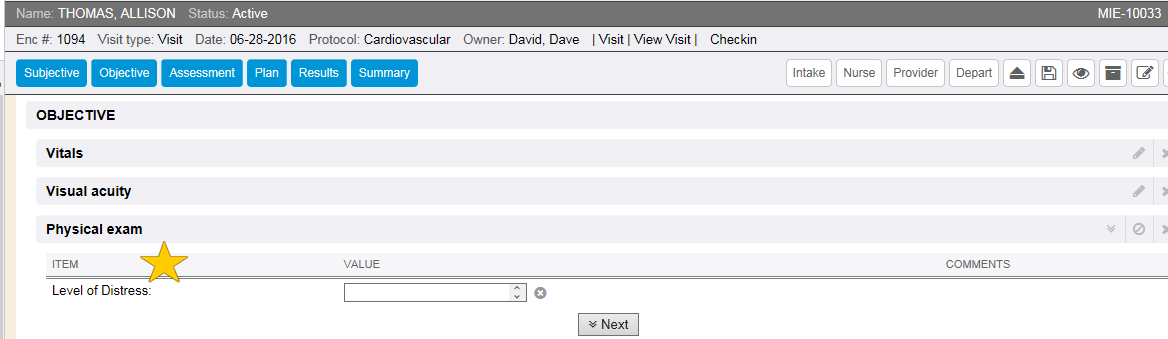 Name: THOMAS, ALLISON Status: Active MIE-10033
Enc #: 1094 Visit type: Visit Date: 06-28-2016 Protocol: Cardiovascular Owner: David, Dave | Visit | View Visit | Checkin
Subjective Objective Assessment Plan Results Summary Intake Nurse Provider Depart
OBJECTIVE
Vitals
Visual acuity
Physical exam
ITEM VALUE COMMENTS
Level of Distress:
Next